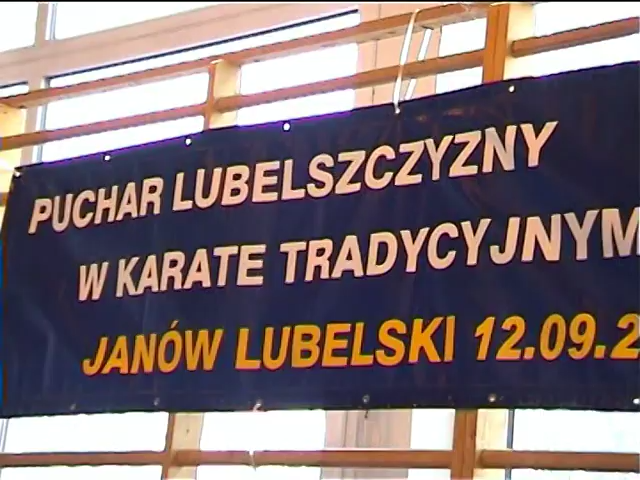 PUCHAR LUBELSZCZYZNY
W KARATE TRADYCYJNYM
JANÓW LUBELSKI 12.09.2